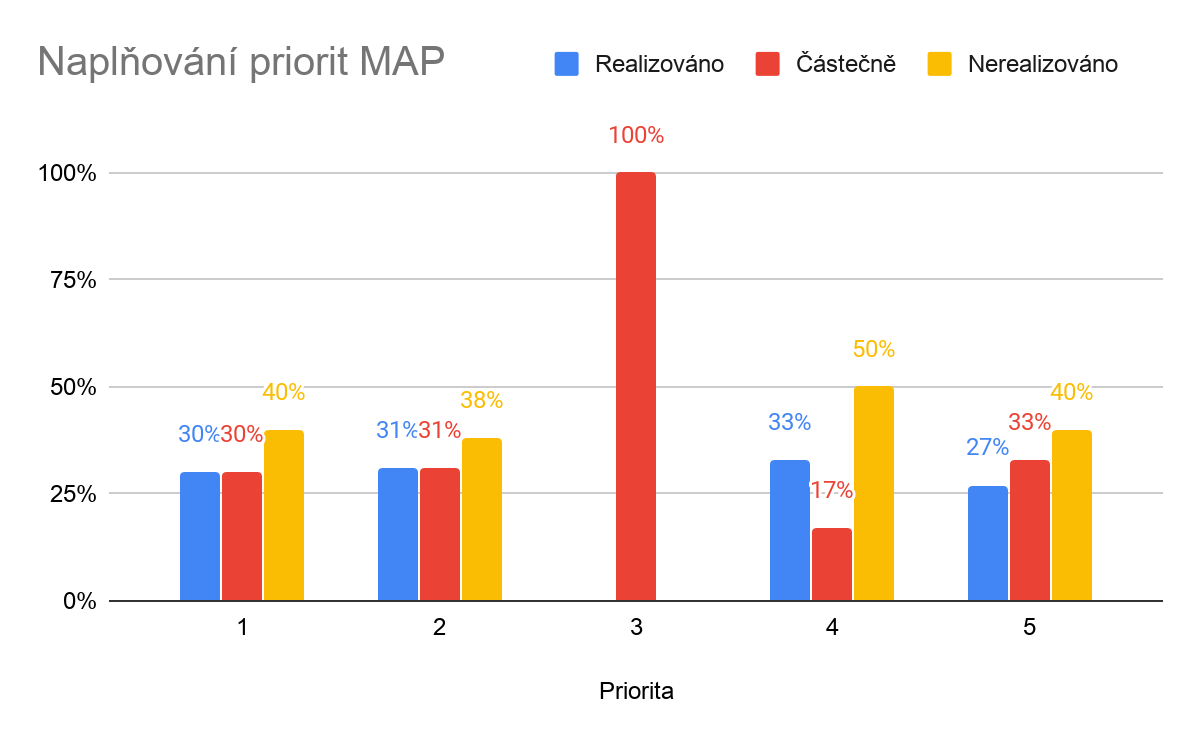 Naplňování priorit MAP
Realizováno Částečně Nerealizováno
100%
100%
75%
50%
25%
0%
30% 30% 40%
31% 31% 38%
33% 17% 50%
27% 33% 40%
1 2 3 4 5
Priorita